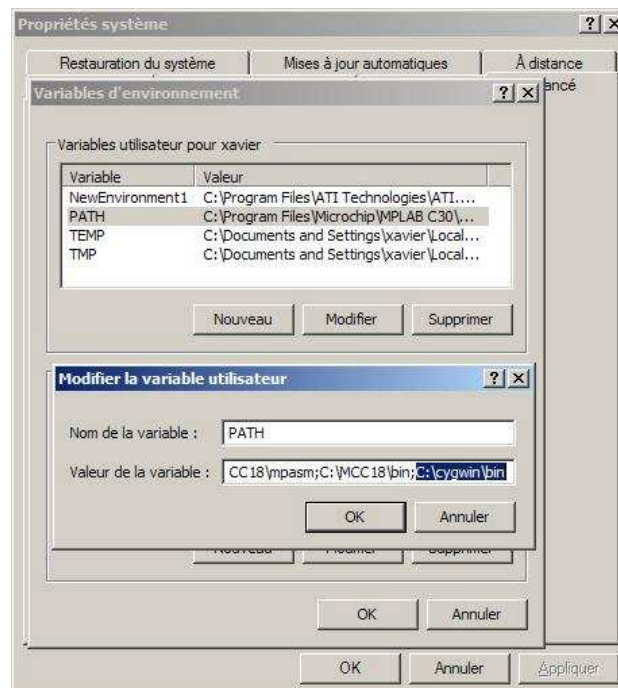 Propriétés système
Restauration du système
Mises à jour automatiques
À distance
ancé
Variables d'environnement
Variables utilisateur pour xavier
Variable Valeur
NewEnvironment1 C:\Program Files\ATI Technologies\ATI....
PATH C:\Program Files\Microchip\MPLAB C30\...
TEMP C:\Documents and Settings\xavier\Local...
TMP C:\Documents and Settings\xavier\Local...
Nouveau Modifier Supprimer
Modifier la variable utilisateur
Nom de la variable : PATH
Valeur de la variable : CC18\mpasm;C:\MCC18\bin;C:\cygwin\bin
OK Annuler
Nouveau Modifier Supprimer
OK Annuler
OK Annuler Appliquer